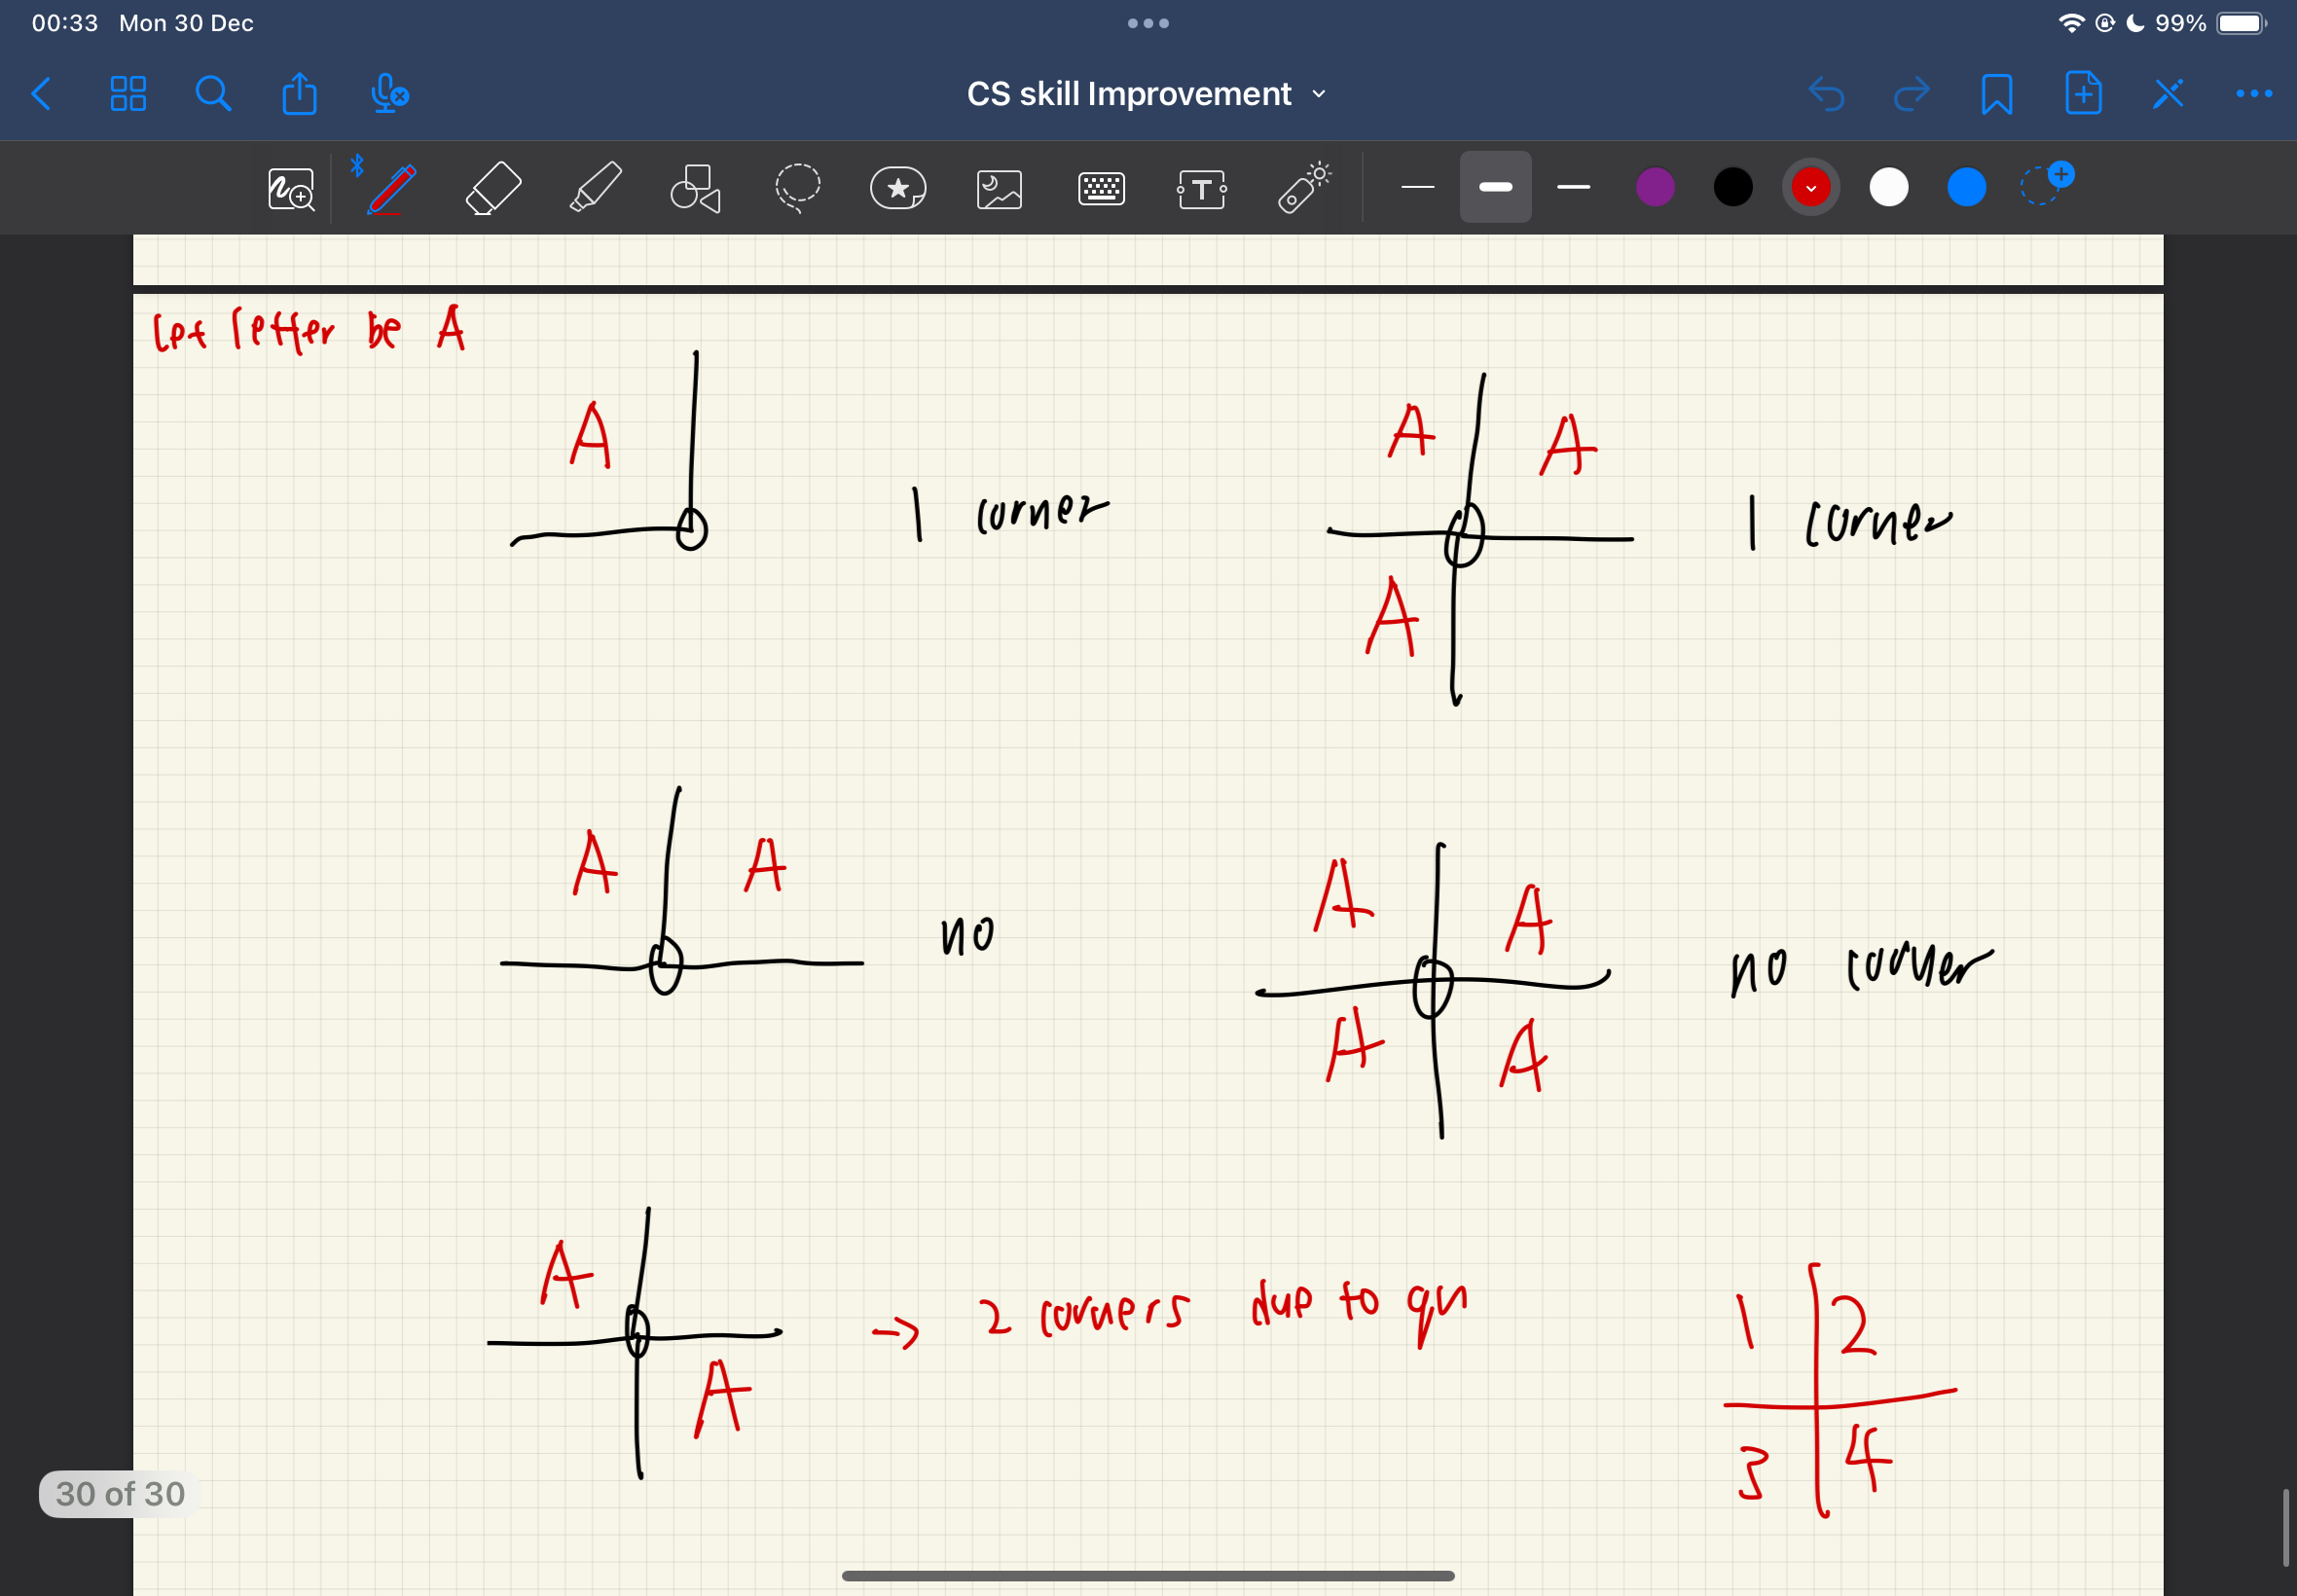 00:33 Mon 30 Dec
99%
CS skill Improvement
T
Let letter be A
A
1 corner
A A
A
1 corner
A A
no
A A
A A
no corner
A
A
→ 2 corners due to qn
1 2
3 4
30 of 30